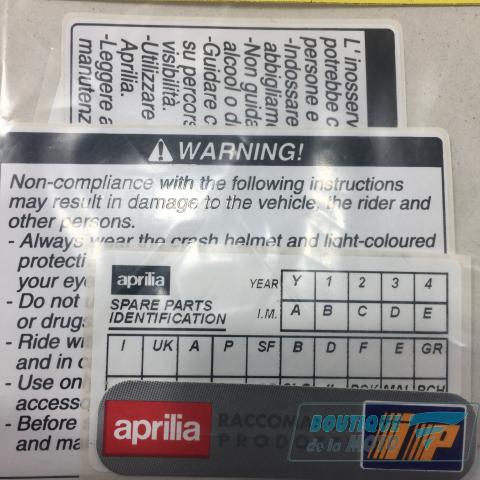 L' inosserv
potrebbe c
persone e
-Indossare
abbigliame
-Non guida
alcool o d
-Guidare c
su percors
visibilità.
-Utilizzare
Aprilia.
-Leggere a
manutenz
WARNING!
Non-compliance with the following instructions
may result in damage to the vehicle, the rider and
other persons.
- Always wear the crash helmet and light-coloured
protecti
your eye
- Do not u
or drugs
- Ride wi
and in c
- Use on
accesso
- Before
and ma
aprilia
SPARE PARTS
IDENTIFICATION
YEAR Y 1 2 3 4
I.M. A B C D E
I UK A P SF B D F E GR
aprilia
RACCOMA
PRODO
BOUTIQUE
de la MOTO
iP